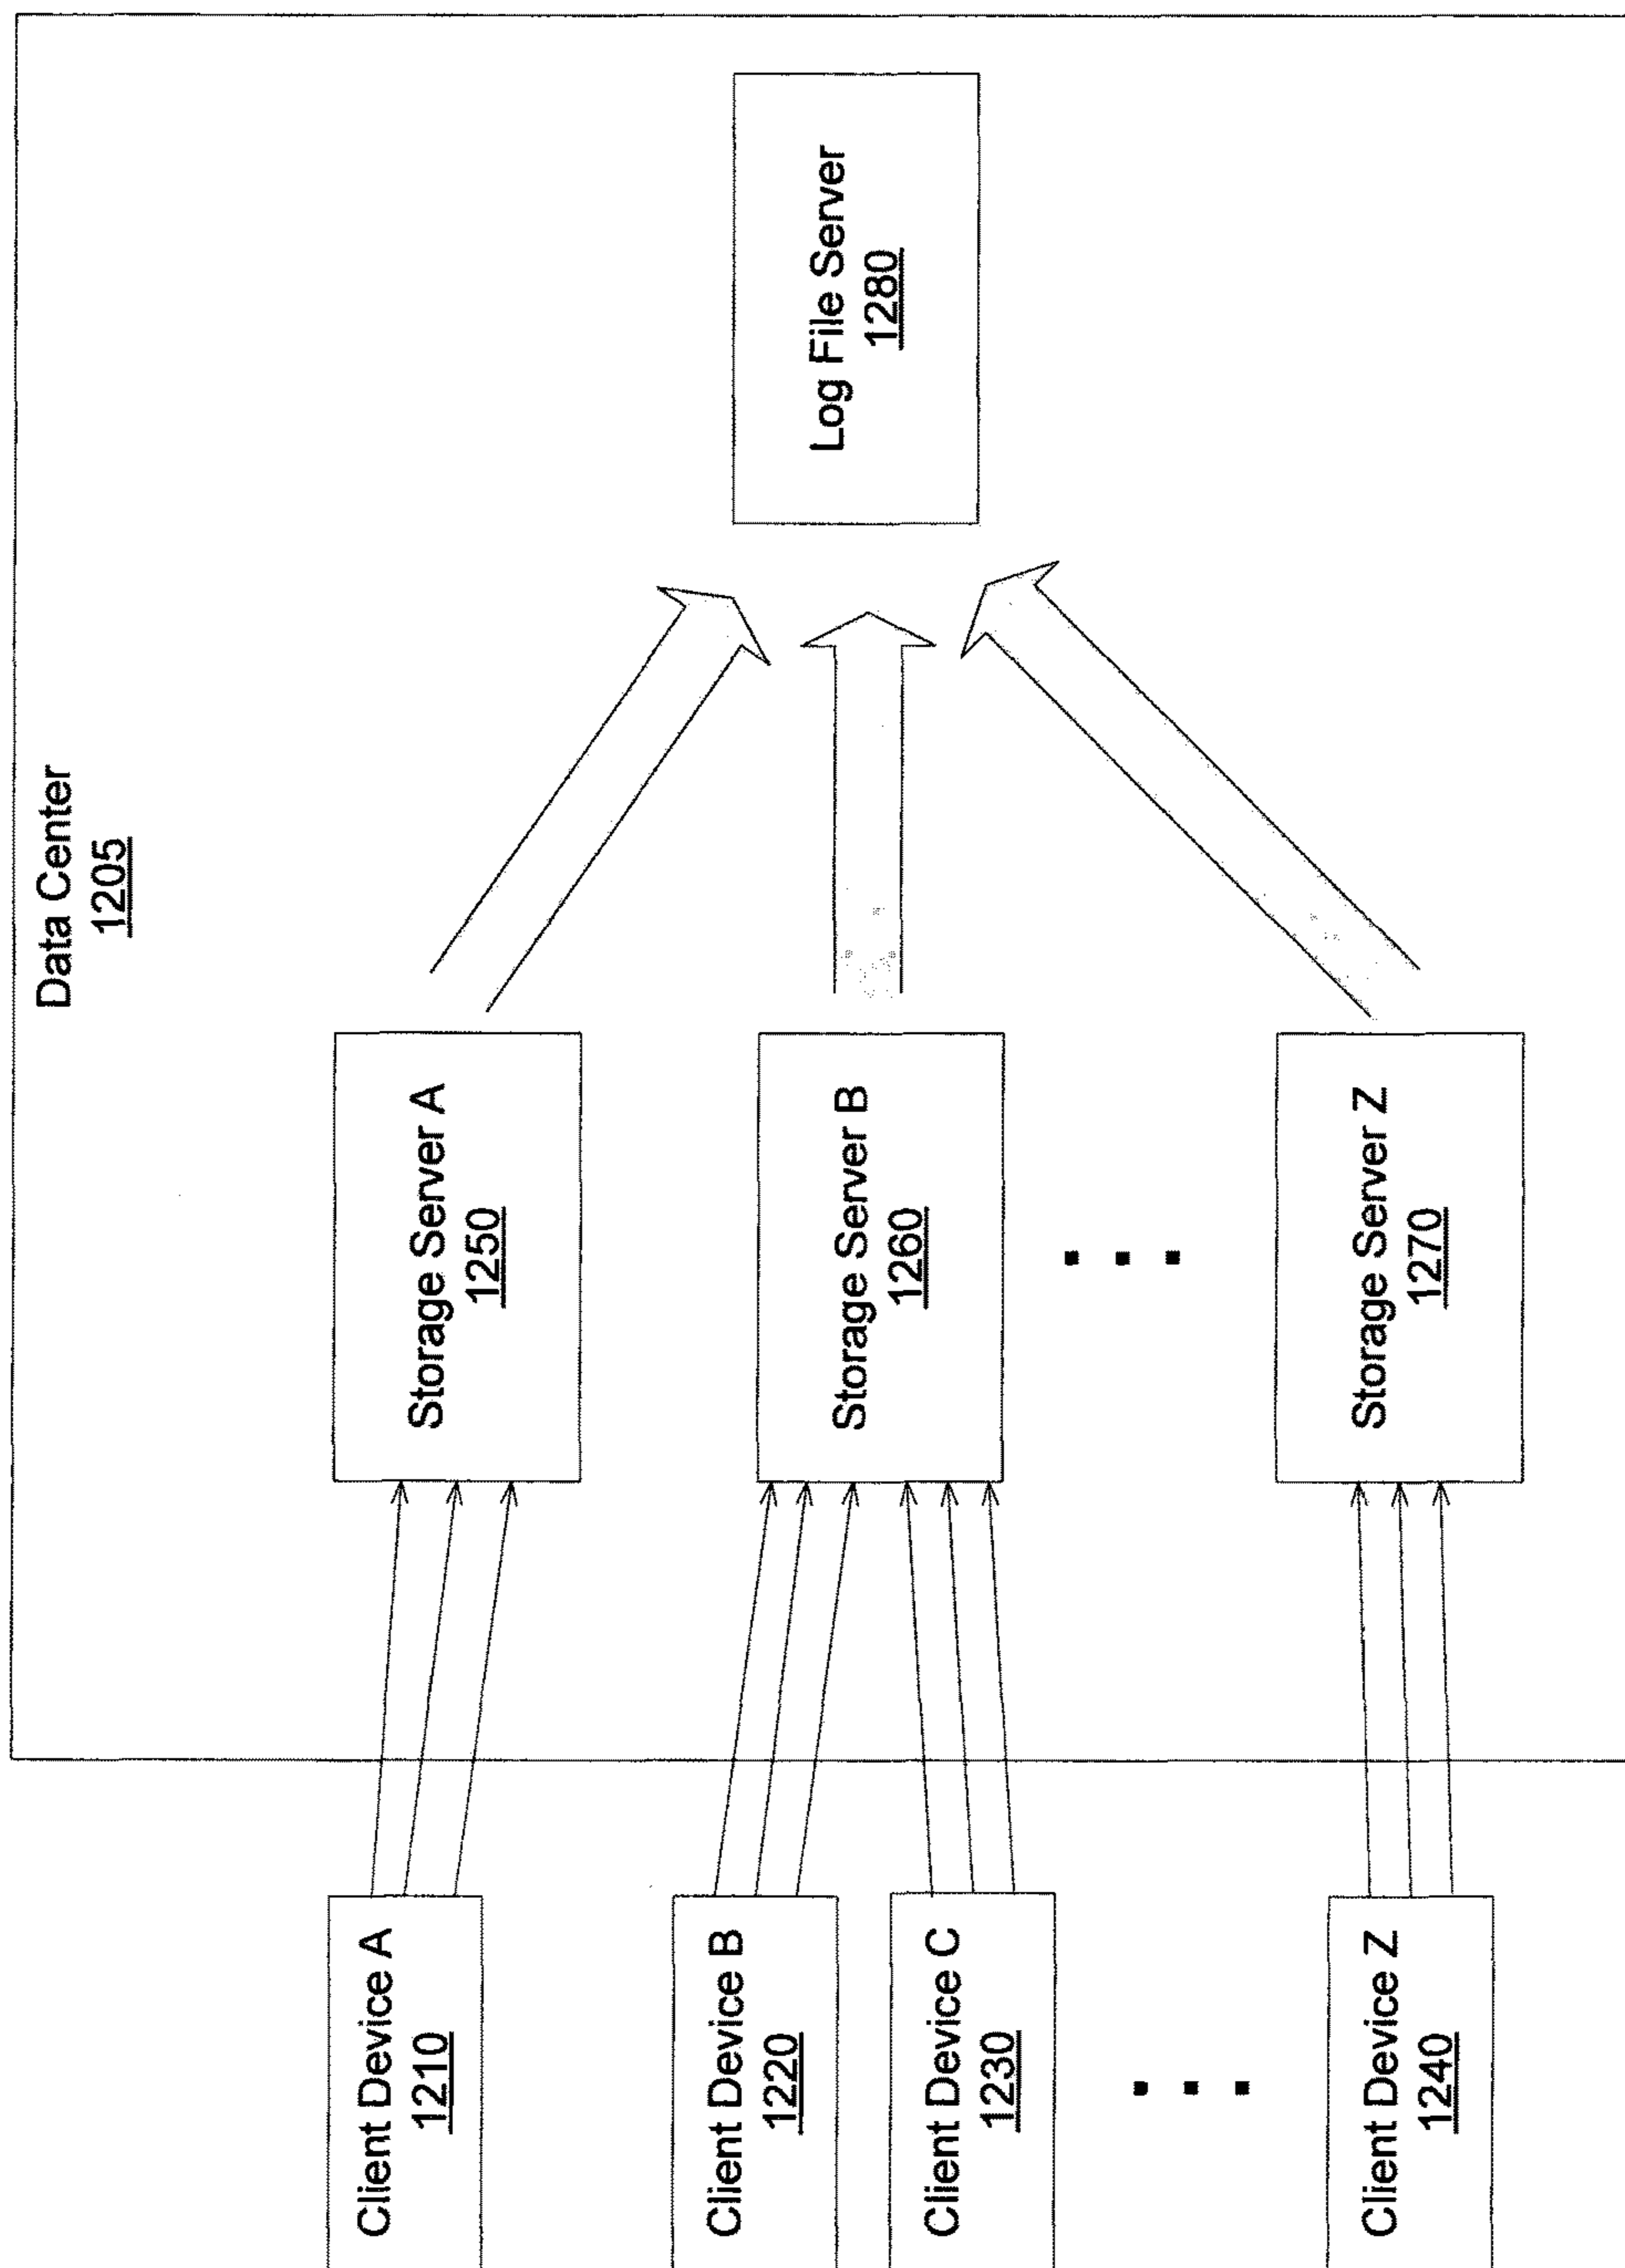 Data Center
1205
Client Device A
1210
Client Device B
1220
Client Device C
1230
Client Device Z
1240
Storage Server A
1250
Storage Server B
1260
Storage Server Z
1270
Log File Server
1280